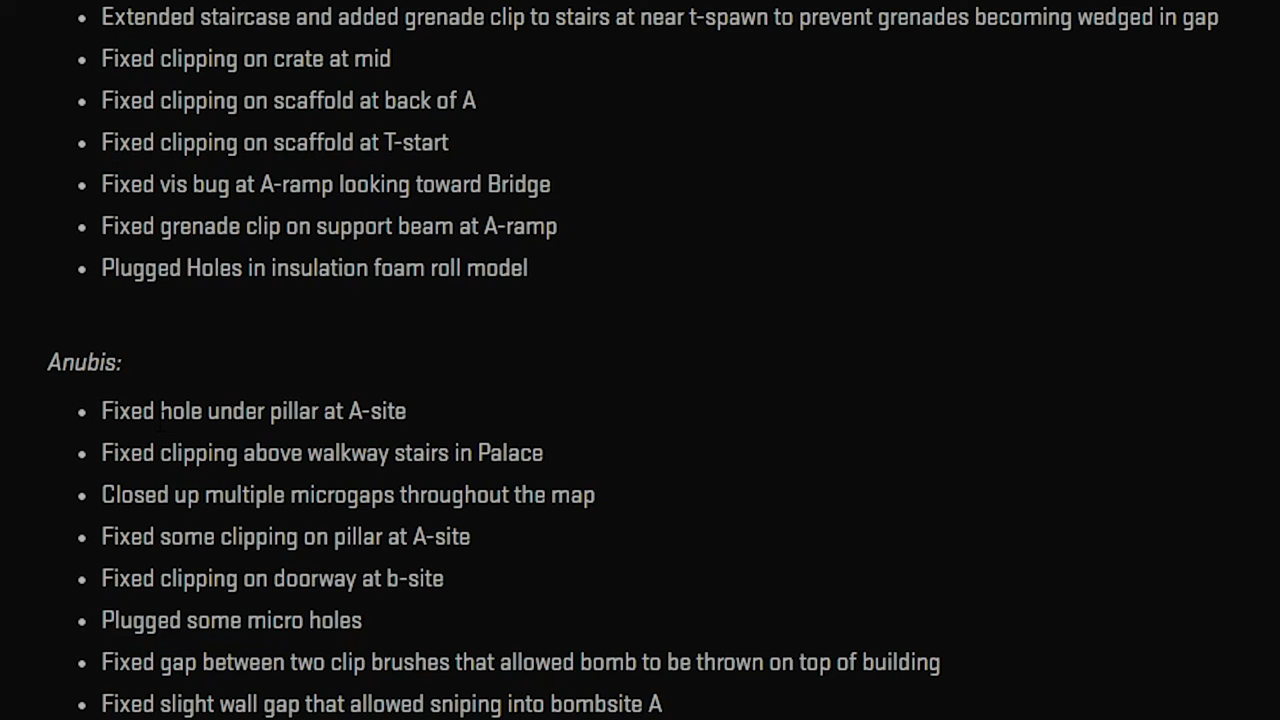 • Extended staircase and added grenade clip to stairs at near t-spawn to prevent grenades becoming wedged in gap
• Fixed clipping on crate at mid
• Fixed clipping on scaffold at back of A
• Fixed clipping on scaffold at T-start
• Fixed vis bug at A-ramp looking toward Bridge
• Fixed grenade clip on support beam at A-ramp
• Plugged Holes in insulation foam roll model
Anubis:
• Fixed hole under pillar at A-site
• Fixed clipping above walkway stairs in Palace
• Closed up multiple microgaps throughout the map
• Fixed some clipping on pillar at A-site
• Fixed clipping on doorway at b-site
• Plugged some micro holes
• Fixed gap between two clip brushes that allowed bomb to be thrown on top of building
• Fixed slight wall gap that allowed sniping into bombsite A